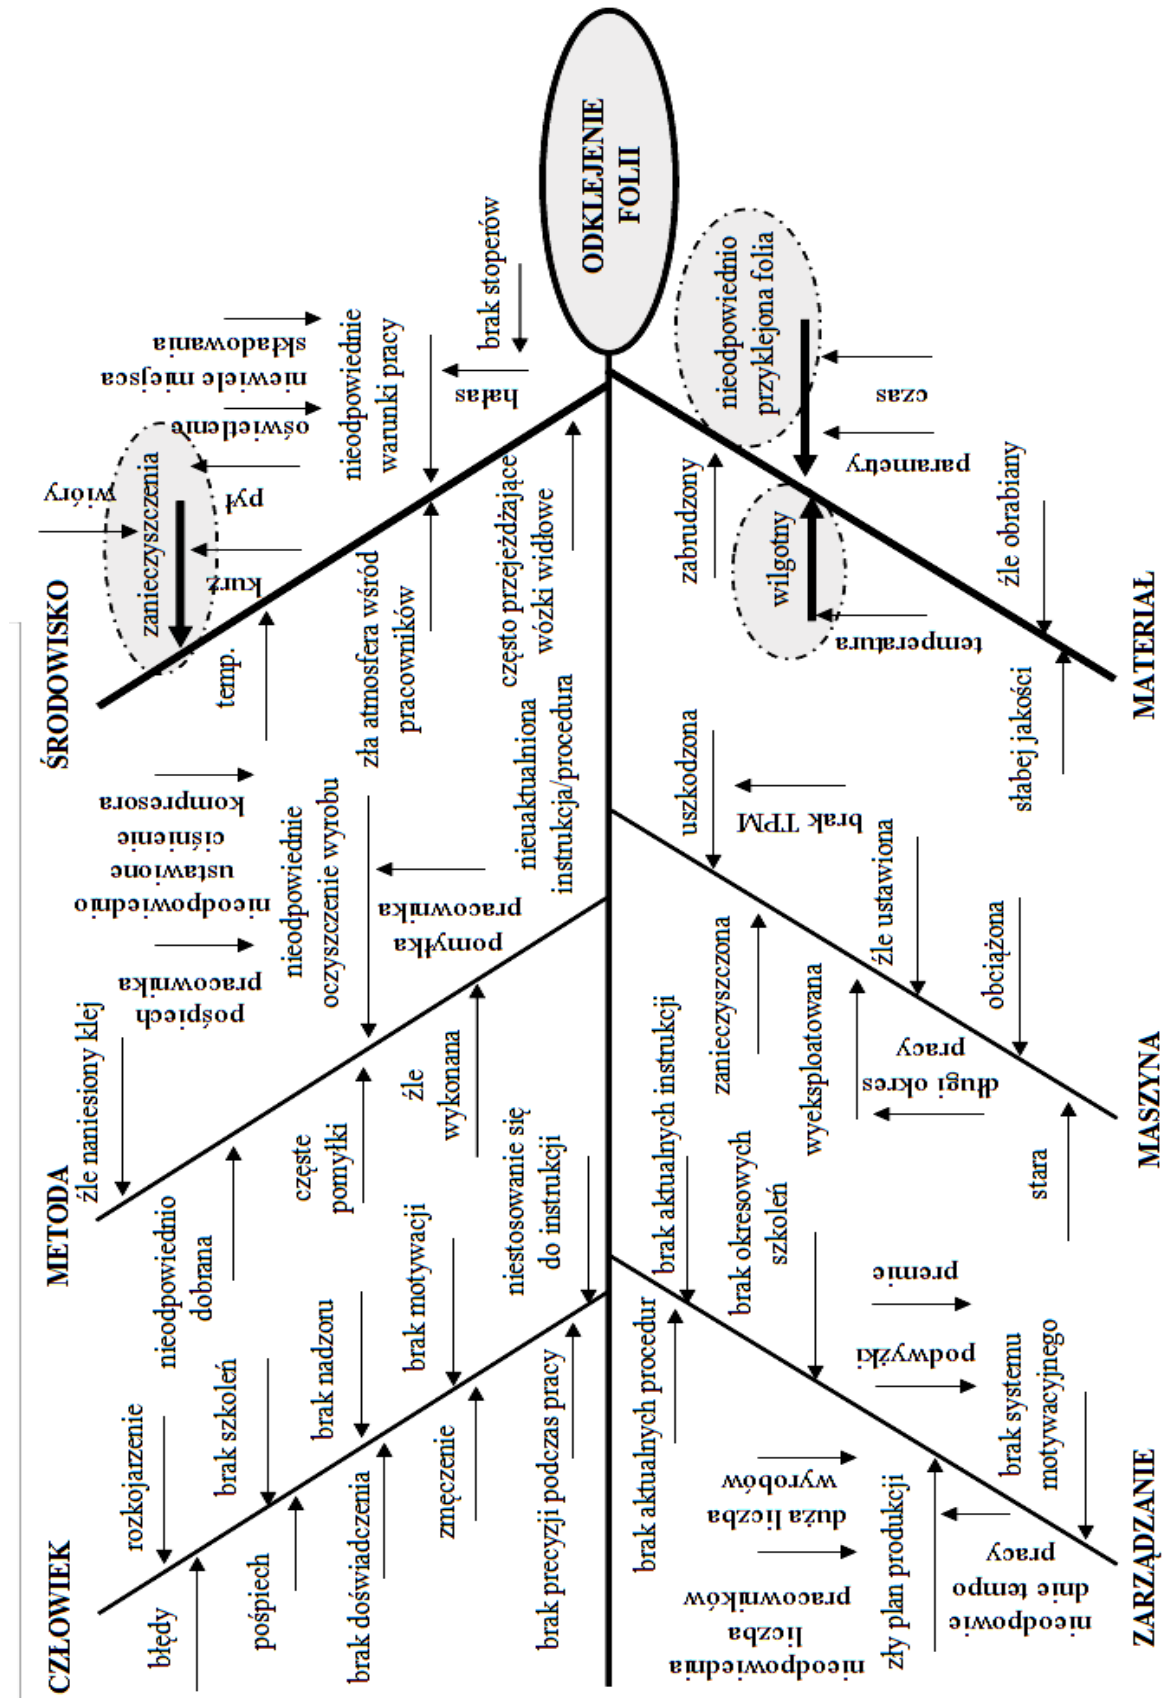 CZŁOWIEK
błędy
rozkojarzenie
pośpiech
brak szkoleń
brak doświadczenia
brak nadzoru
zmęczenie
brak motywacji
brak precyzji podczas pracy
niestosowanie się
do instrukcji
METODA
źle naniesiony klej
nieodpowiednio
dobrana
pośpiech
pracownika
nieodpowiednio
ustawione
ciśnienie
kompresora
częste
pomyłki
nieodpowiednie
oczyszczenie wyrobu
pomyłka
pracownika
źle
wykonana
nieuaktualniona
instrukcja/procedura
ŚRODOWISKO
wióry
zanieczyszczenia
kurz
pył
temp.
oświetlenie
niewiele miejsca
składowania
nieodpowiednie
warunki pracy
zła atmosfera wśród
pracowników
hałas
brak stoperów
często przejeżdżające
wózki widłowe
ODKLEJENIE
FOLII
ZARZĄDZANIE
brak aktualnych procedur
brak aktualnych instrukcji
brak okresowych
szkoleń
nieodpowiednia
liczba
pracowników
duża liczba
wyrobów
zły plan produkcji
nieodpowie
dnie tempo
pracy
podwyżki
premie
brak systemu
motywacyjnego
MASZYNA
uszkodzona
brak TPM
zanieczyszczona
wyeksploatowana
długi okres
pracy
źle ustawiona
obciążona
stara
MATERIAŁ
nieodpowiednio
przyklejona folia
parametry
czas
zabrudzony
wilgotny
temperatura
źle obrabiany
słabej jakości